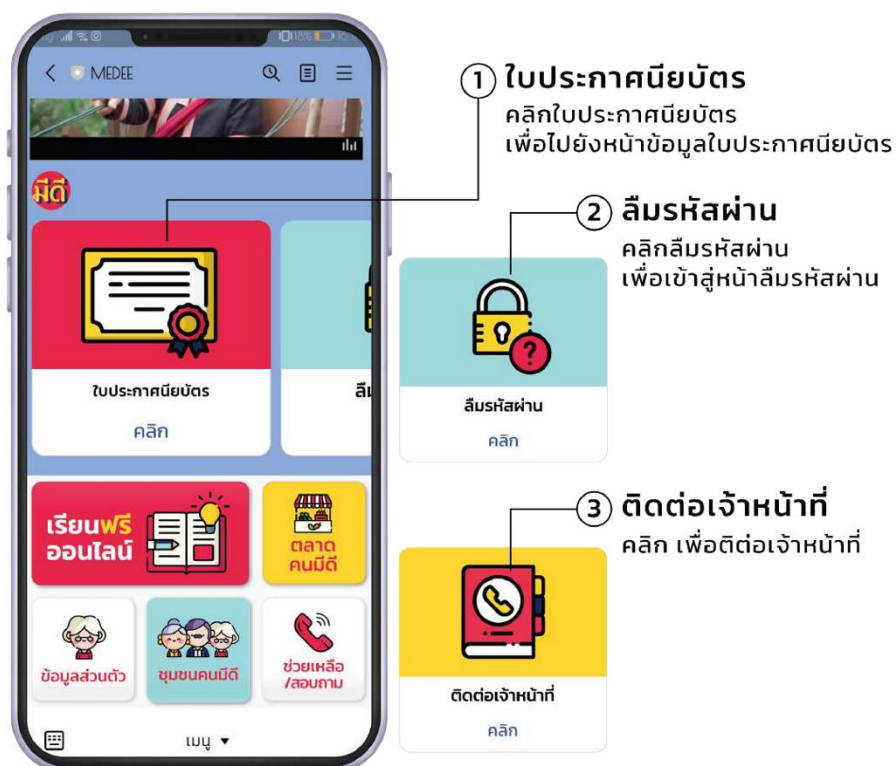 18%
MEDEE
มีดี
ใบประกาศนียบัตร
คลิก
ลืม
เรียนฟรี
ออนไลน์
ตลาด
คนมีดี
ข้อมูลส่วนตัว
ชุมชนคนมีดี
ช่วยเหลือ
/สอบถาม
เมนู ▼
1 ใบประกาศนียบัตร
คลิกใบประกาศนียบัตร
เพื่อไปยังหน้าข้อมูลใบประกาศนียบัตร
2 ลืมรหัสผ่าน
คลิกลืมรหัสผ่าน
เพื่อเข้าสู่หน้าลืมรหัสผ่าน
?
ลืมรหัสผ่าน
คลิก
3 ติดต่อเจ้าหน้าที่
คลิก เพื่อติต่อเจ้าหน้าที่
ติดต่อเจ้าหน้าที่
คลิก